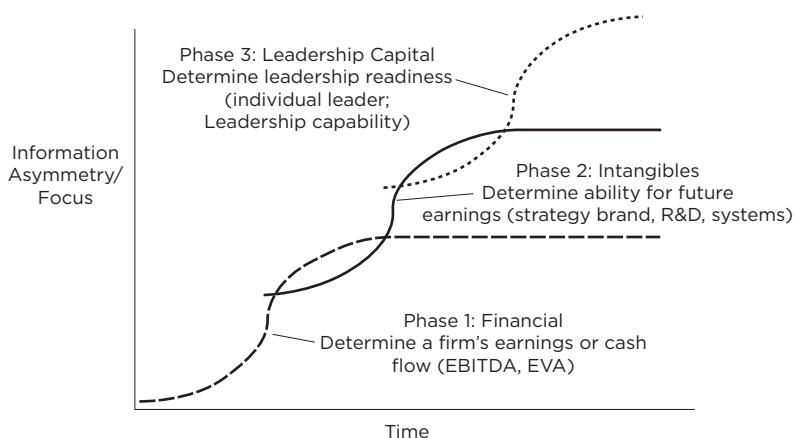 Phase 3: Leadership Capital
Determine leadership readiness
(individual leader;
Leadership capability)
Information
Asymmetry/
Focus
Phase 2: Intangibles
Determine ability for future
earnings (strategy brand, R&D, systems)
Phase 1: Financial
Determine a firm’s earnings or cash
flow (EBITDA, EVA)
Time